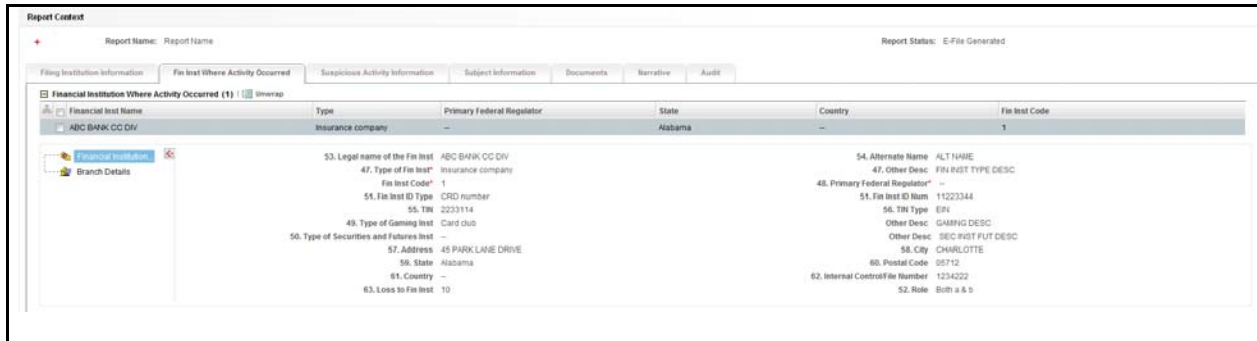 Report Context
+ Report Name: Report Name Report Status: E-File Generated
Filing Institution Information Fin Inst Where Activity Occurred Suspicious Activity Information Subject Information Documents Narrative Audit
Financial Institution Where Activity Occurred (1) | Unwrap
Financial Inst Name Type Primary Federal Regulator State Country Fin Inst Code
ABC BANK CC DIV Insurance company -- Alabama -- 1
Financial Institution...
Branch Details
53. Legal name of the Fin Inst ABC BANK CC DIV 54. Alternate Name ALT NAME
47. Type of Fin Inst* Insurance company 47. Other Desc FIN INST TYPE DESC
Fin Inst Code* 1 48. Primary Federal Regulator* --
51. Fin Inst ID Type CRD number 51. Fin Inst ID Num 11223344
55. TIN 2233114 56. TIN Type EIN
49. Type of Gaming Inst Card club Other Desc GAMING DESC
50. Type of Securities and Futures Inst -- Other Desc SEC INST FUT DESC
57. Address 45 PARK LANE DRIVE 58. City CHARLOTTE
59. State Alabama 60. Postal Code 05712
61. Country -- 62. Internal Control/File Number 1234222
63. Loss to Fin Inst 10 52. Role Both a & b